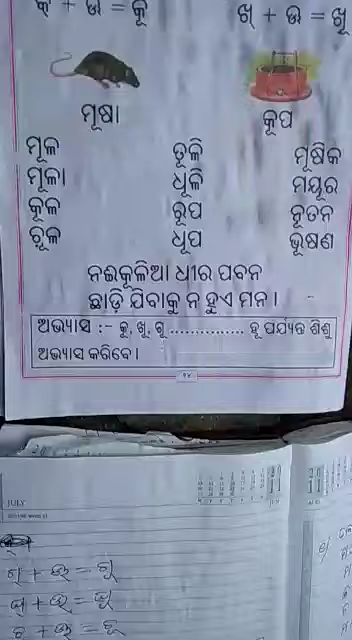 କ୍ + ଊ = କୂ
ଖ୍ + ଊ = ଖୂ
ମୂଷା
କୂପ
ମୂଳ ତୂଳି ମୂଷିକ
ମୂଳା ଧୂଳି ମୟୂର
କୂଳ ରୂପ ନୂତନ
ଚୂଳ ଧୂପ ଭୂଷଣ
ନଈକୂଳିଆ ଧୀର ପବନ
ଛାଡ଼ି ଯିବାକୁ ନ ହୁଏ ମନ।
ଅଭ୍ୟାସ :- କୂ, ଖୂ, ଗୂ ............... ହୂ ପର୍ଯ୍ୟନ୍ତ ଶିଶୁ
ଅଭ୍ୟାସ କରିବେ।
JULY